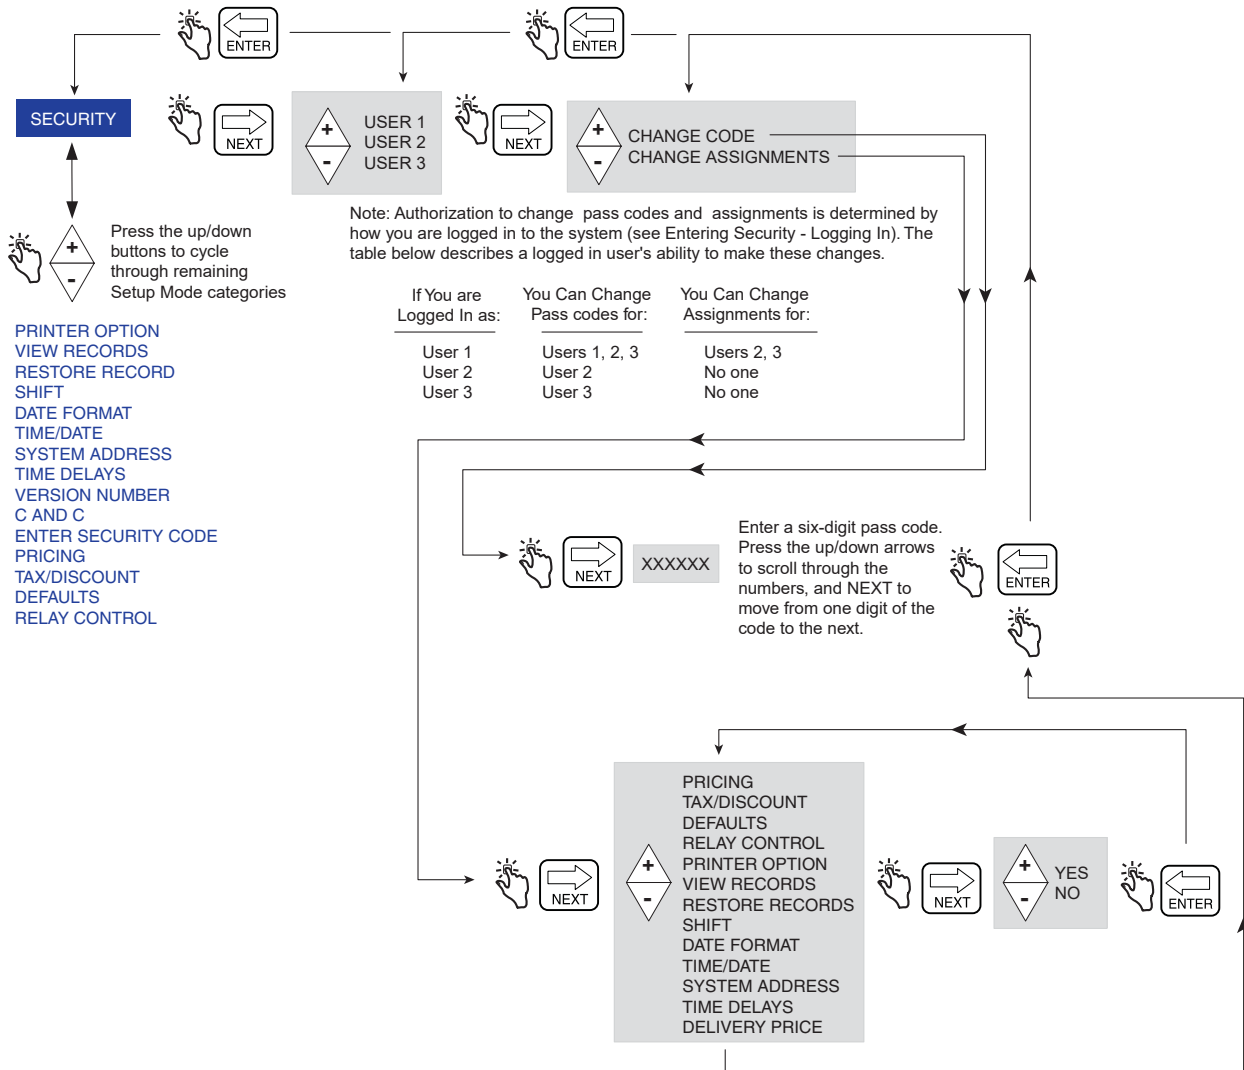 ENTER
ENTER
SECURITY
NEXT
+
-
USER 1
USER 2
USER 3
NEXT
+
-
CHANGE CODE
CHANGE ASSIGNMENTS
+
-
Press the up/down
buttons to cycle
through remaining
Setup Mode categories
Note: Authorization to change pass codes and assignments is determined by
how you are logged in to the system (see Entering Security - Logging In). The
table below describes a logged in user's ability to make these changes.
If You are
Logged In as:
You Can Change
Pass codes for:
You Can Change
Assignments for:
User 1 Users 1, 2, 3 Users 2, 3
User 2 User 2 No one
User 3 User 3 No one
PRINTER OPTION
VIEW RECORDS
RESTORE RECORD
SHIFT
DATE FORMAT
TIME/DATE
SYSTEM ADDRESS
TIME DELAYS
VERSION NUMBER
C AND C
ENTER SECURITY CODE
PRICING
TAX/DISCOUNT
DEFAULTS
RELAY CONTROL
NEXT
XXXXXX
Enter a six-digit pass code.
Press the up/down arrows
to scroll through the
numbers, and NEXT to
move from one digit of the
code to the next.
ENTER
NEXT
+
-
PRICING
TAX/DISCOUNT
DEFAULTS
RELAY CONTROL
PRINTER OPTION
VIEW RECORDS
RESTORE RECORDS
SHIFT
DATE FORMAT
TIME/DATE
SYSTEM ADDRESS
TIME DELAYS
DELIVERY PRICE
NEXT
+
-
YES
NO
ENTER